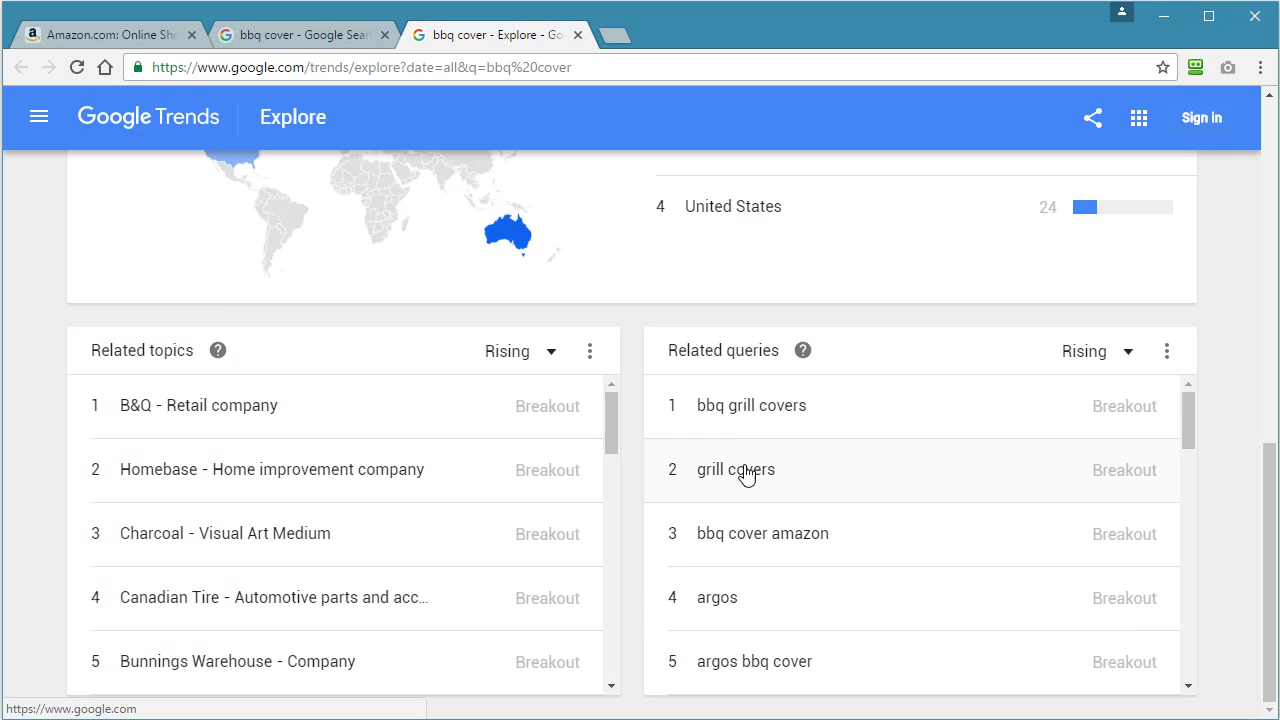 Amazon.com: Online Sho
bbq cover - Google Sear
bbq cover - Explore - Go
https://www.google.com/trends/explore?date=all&q=bbq%20cover
Google Trends
Explore
Sign in
4 United States 24
Related topics ? Rising
1 B&Q - Retail company Breakout
2 Homebase - Home improvement company Breakout
3 Charcoal - Visual Art Medium Breakout
4 Canadian Tire - Automotive parts and acc... Breakout
5 Bunnings Warehouse - Company Breakout
Related queries ? Rising
1 bbq grill covers Breakout
2 grill covers Breakout
3 bbq cover amazon Breakout
4 argos Breakout
5 argos bbq cover Breakout
https://www.google.com